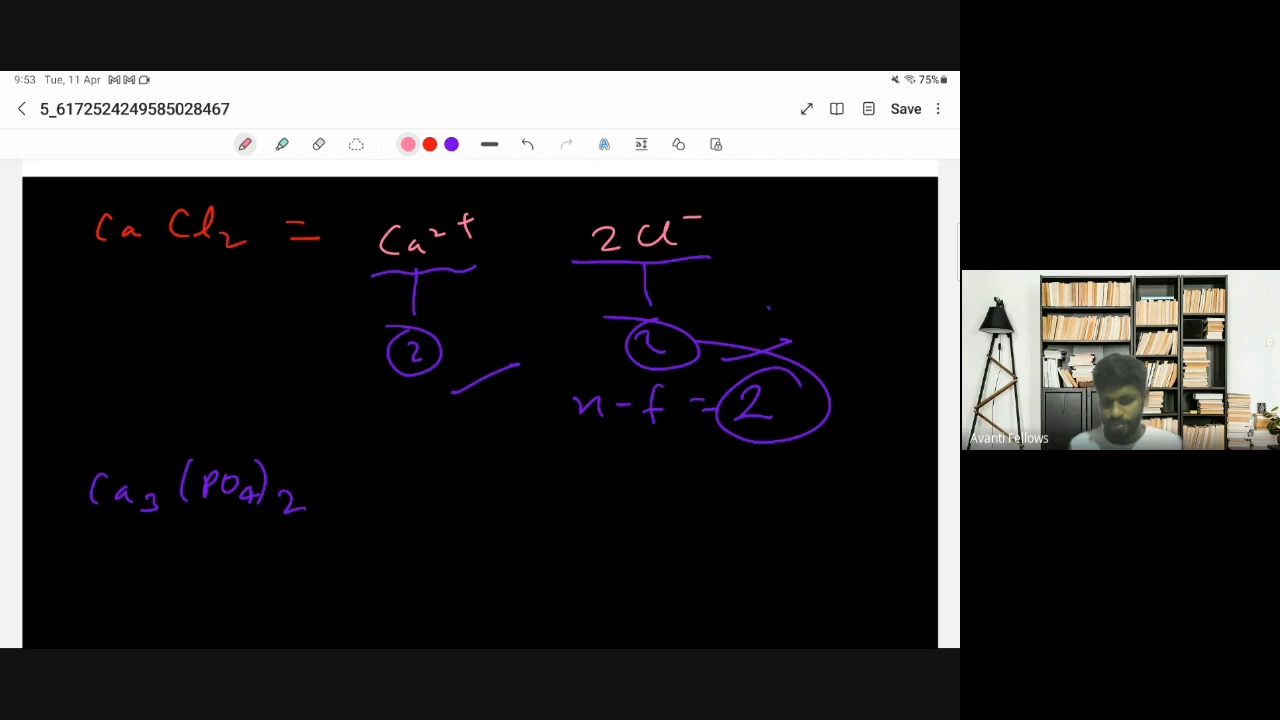 9:53 Tue, 11 Apr
75%
5_6172524249585028467
Save
CaCl₂ = Ca²⁺ 2Cl⁻
2 2
n-f = 2
Ca₃(PO₄)₂
Avanti Fellows